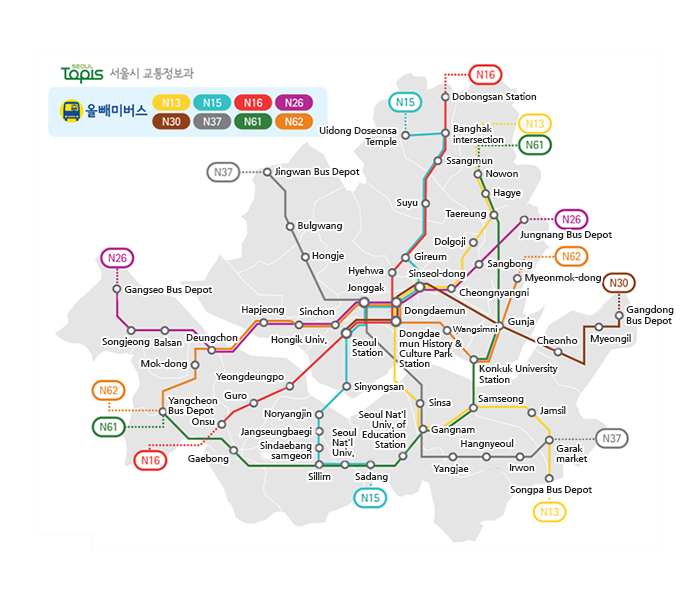 SEOUL
Topis 서울시 교통정보과
올빼미버스
N13 N15 N16 N26
N30 N37 N61 N62
N16
Dobongsan Station
N15
Uidong Doseonsa
Temple
Banghak
intersection
N13
N61
Ssangmun
N37
Jingwan Bus Depot
Nowon
Hagye
Suyu
Taereung
N26
Jungnang Bus Depot
Bulgwang
Dolgoji
Hongje
Gireum
Sangbong
N62
Myeonmok-dong
N26
Hyehwa
Sinseol-dong
Cheongnyangni
N30
Gangseo Bus Depot
Jonggak
Dongdaemun
Gangdong
Bus Depot
Hapjeong
Sinchon
Gunja
Songjeong
Balsan
Deungchon
Hongik Univ.
Seoul
Station
Dongdae
mun History &
Culture Park
Station
Wangsimni
Cheonho
Myeongil
Mok-dong
Yeongdeungpo
Konkuk University
Station
N62
Yangcheon
Bus Depot
Guro
Sinyongsan
Sinsa
Samseong
Jamsil
N61
Onsu
Noryangjin
Seoul Nat'l
Univ. of
Education
Station
Gangnam
N37
Jangseungbaegi
Seoul
Nat'l
Univ.
Hangnyeoul
Garak
market
Sindaebang
samgeori
N16
Gaebong
Sillim
Sadang
Yangjae
Irwon
N15
Songpa Bus Depot
N13